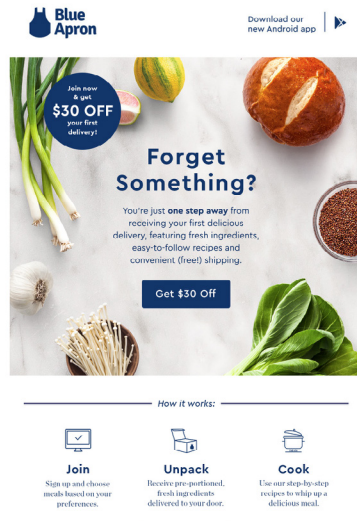 Blue
Apron
Download our
new Android app
Join now
& get
$30 OFF
your first
delivery!
Forget
Something?
You're just one step away from
receiving your first delicious
delivery, featuring fresh ingredients,
easy-to-follow recipes and
convenient (free!) shipping.
Get $30 Off
How it works:
Join
Sign up and choose
meals based on your
preferences.
Unpack
Receive pre-portioned,
fresh ingredients
delivered to your door.
Cook
Use our step-by-step
recipes to whip up a
delicious meal.